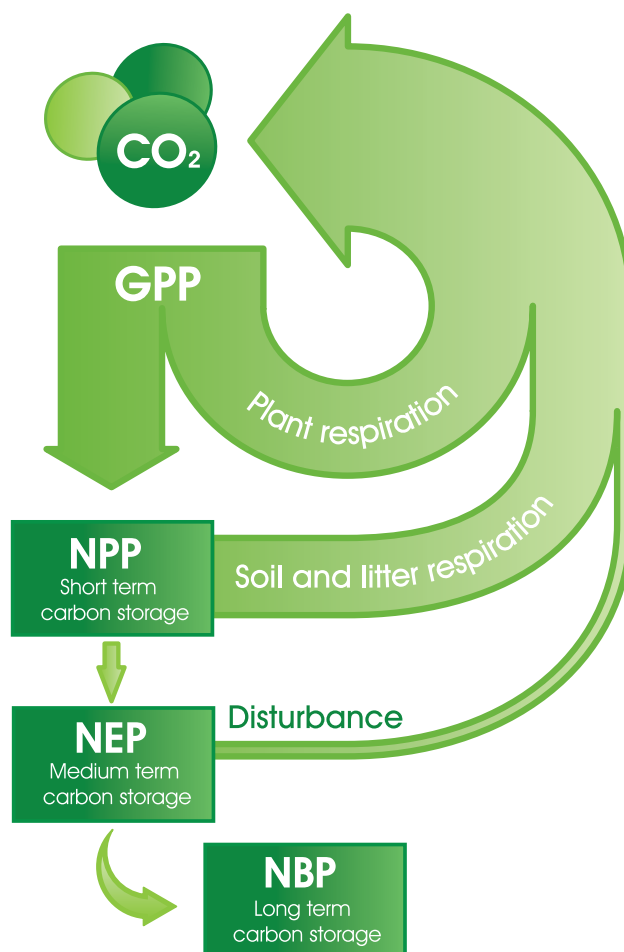 CO₂
GPP
Plant respiration
NPP
Short term
carbon storage
Soil and litter respiration
NEP
Medium term
carbon storage
Disturbance
NBP
Long term
carbon storage